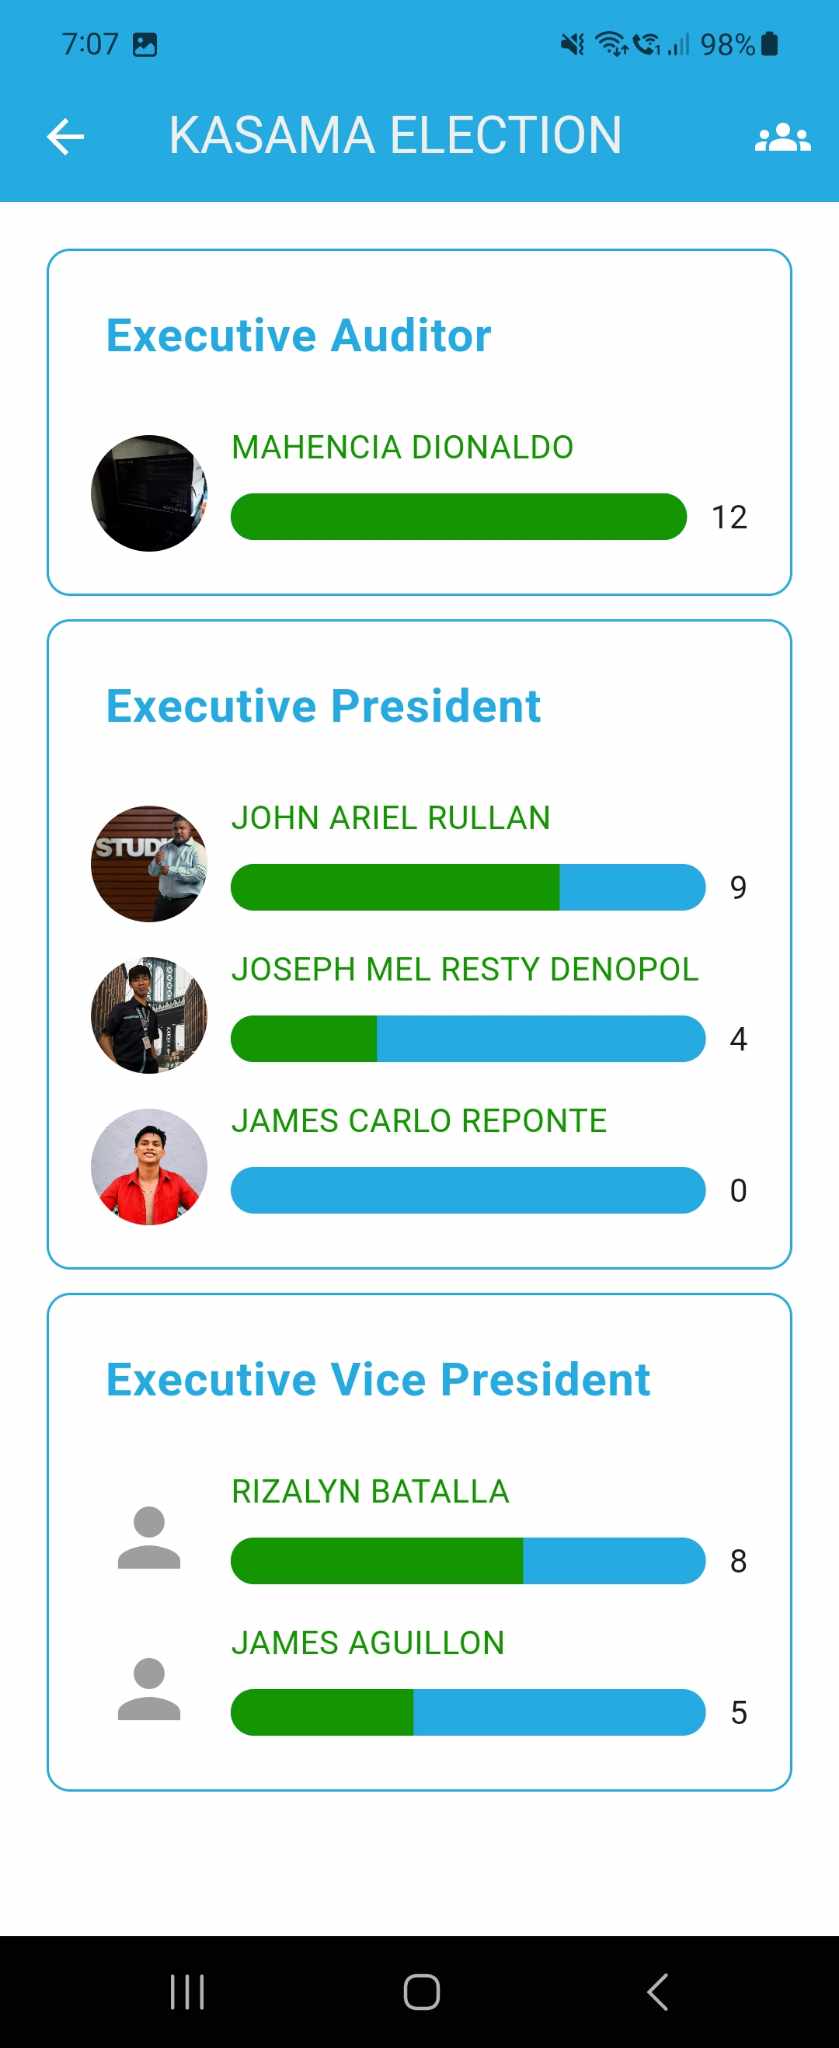 7:07 98%
KASAMA ELECTION
Executive Auditor
MAHENCIA DIONALDO
12
Executive President
STUDI
JOHN ARIEL RULLAN
9
JOSEPH MEL RESTY DENOPOL
4
JAMES CARLO REPONTE
0
Executive Vice President
RIZALYN BATALLA
8
JAMES AGUILLON
5